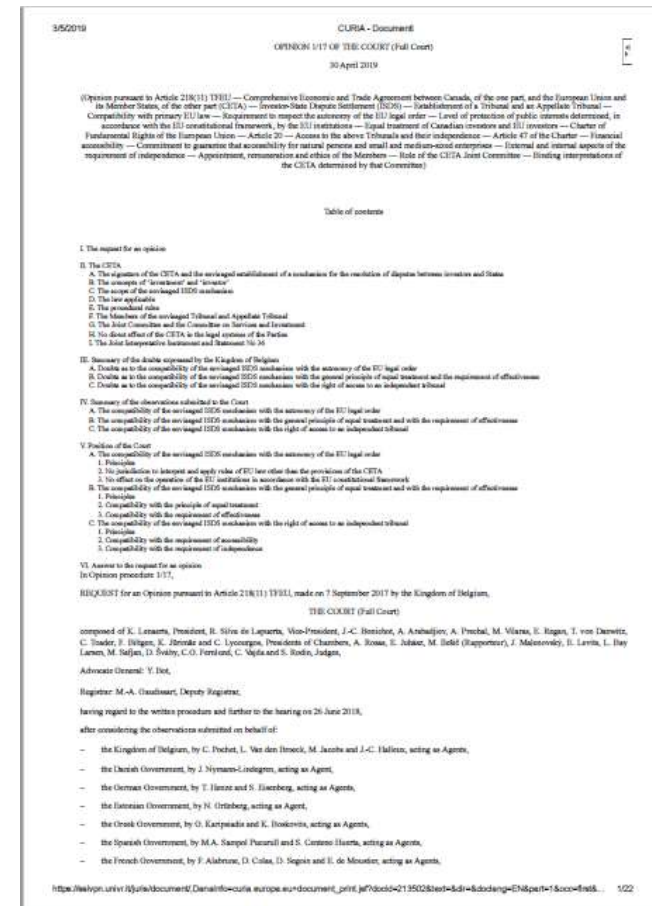 3/5/2019
CURIA - Documenti
OPINION 1/17 OF THE COURT (Full Court)
30 April 2019
(Opinion pursuant to Article 218(11) TFEU — Comprehensive Economic and Trade Agreement between Canada, of the one part, and the European Union and
its Member States, of the other part (CETA) — Investor-State Dispute Settlement (ISDS) — Establishment of a Tribunal and an Appellate Tribunal —
Compatibility with primary EU law — Requirement to respect the autonomy of the EU legal order — Level of protection of public interests determined, in
accordance with the EU constitutional framework, by the EU institutions — Equal treatment of Canadian investors and EU investors — Charter of
Fundamental Rights of the European Union — Article 20 — Access to the above Tribunals and their independence — Article 47 of the Charter — Financial
accessibility — Commitment to guarantee that accessibility for natural persons and small and medium-sized enterprises — External and internal aspects of the
requirement of independence — Appointment, remuneration and ethics of the Members — Role of the CETA Joint Committee — Binding interpretations of
the CETA determined by that Committee)
Table of contents
I. The request for an opinion
II. The CETA
A. The signature of the CETA and the envisaged establishment of a mechanism for the resolution of disputes between investors and States
B. The concepts of ‘investment’ and ‘investor’
C. The scope of the envisaged ISDS mechanism
D. The law applicable
E. The procedural rules
F. The Members of the envisaged Tribunal and Appellate Tribunal
G. The Joint Committee and the Committee on Services and Investment
H. No direct effect of the CETA in the legal systems of the Parties
I. The Joint Interpretative Instrument and Statement No 36
III. Summary of the doubts expressed by the Kingdom of Belgium
A. Doubts as to the compatibility of the envisaged ISDS mechanism with the autonomy of the EU legal order
B. Doubts as to the compatibility of the envisaged ISDS mechanism with the general principle of equal treatment and the requirement of effectiveness
C. Doubts as to the compatibility of the envisaged ISDS mechanism with the right of access to an independent tribunal
IV. Summary of the observations submitted to the Court
A. The compatibility of the envisaged ISDS mechanism with the autonomy of the EU legal order
B. The compatibility of the envisaged ISDS mechanism with the general principle of equal treatment and with the requirement of effectiveness
C. The compatibility of the envisaged ISDS mechanism with the right of access to an independent tribunal
V. Position of the Court
A. The compatibility of the envisaged ISDS mechanism with the autonomy of the EU legal order
1. Principles
2. No jurisdiction to interpret and apply rules of EU law other than the provisions of the CETA
3. No effect on the operation of the EU institutions in accordance with the EU constitutional framework
B. The compatibility of the envisaged ISDS mechanism with the general principle of equal treatment and with the requirement of effectiveness
1. Principles
2. Compatibility with the principle of equal treatment
3. Compatibility with the requirement of effectiveness
C. The compatibility of the envisaged ISDS mechanism with the right of access to an independent tribunal
1. Principles
2. Compatibility with the requirement of accessibility
3. Compatibility with the requirement of independence
VI. Answer to the request for an opinion
In Opinion procedure 1/17,
REQUEST for an Opinion pursuant to Article 218(11) TFEU, made on 7 September 2017 by the Kingdom of Belgium,
THE COURT (Full Court)
composed of K. Lenaerts, President, R. Silva de Lapuerta, Vice-President, J.-C. Bonichot, A. Arabadjiev, A. Prechal, M. Vilaras, E. Regan, T. von Danwitz,
C. Toader, F. Biltgen, K. Jürimäe and C. Lycourgos, Presidents of Chambers, A. Rosas, E. Juhász, M. Ilešič (Rapporteur), J. Malenovský, E. Levits, L. Bay
Larsen, M. Safjan, D. Šváby, C.G. Fernlund, C. Vajda and S. Rodin, Judges,
Advocate General: Y. Bot,
Registrar: M.-A. Gaudissart, Deputy Registrar,
having regard to the written procedure and further to the hearing on 26 June 2018,
after considering the observations submitted on behalf of:
– the Kingdom of Belgium, by C. Pochet, L. Van den Broeck, M. Jacobs and J.-C. Halleux, acting as Agents,
– the Danish Government, by J. Nymann-Lindegren, acting as Agent,
– the German Government, by T. Henze and S. Eisenberg, acting as Agents,
– the Estonian Government, by N. Grünberg, acting as Agent,
– the Greek Government, by G. Karipsiadis and K. Boskovits, acting as Agents,
– the Spanish Government, by M.A. Sampol Pucurull and S. Centeno Huerta, acting as Agents,
– the French Government, by F. Alabrune, D. Colas, D. Segoin and E. de Moustier, acting as Agents,
1/22